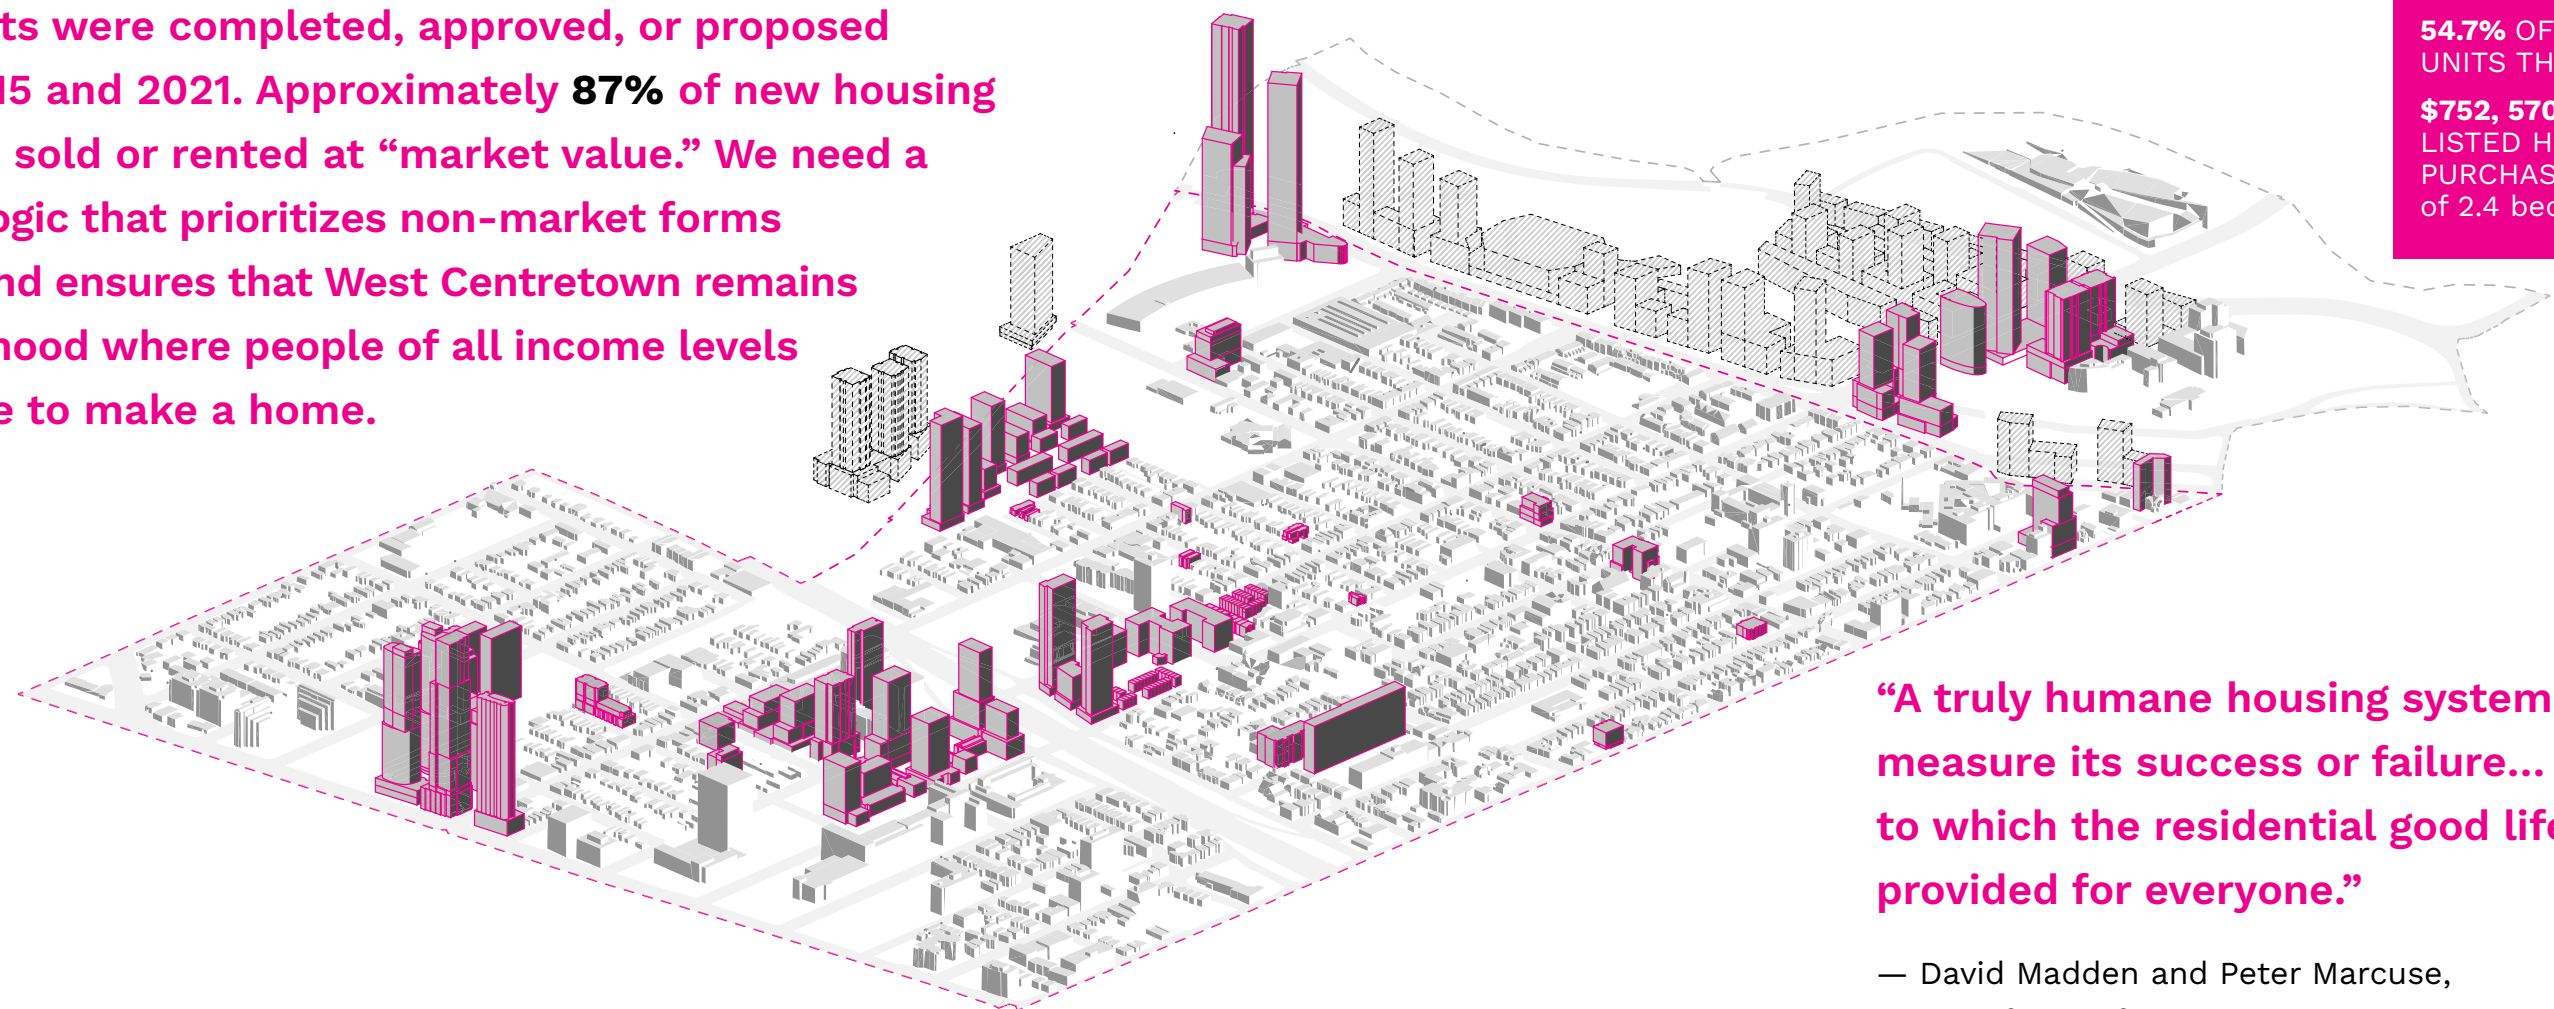 ts were completed, approved, or proposed
15 and 2021. Approximately 87% of new housing
sold or rented at “market value.” We need a
ogic that prioritizes non-market forms
nd ensures that West Centretown remains
hood where people of all income levels
e to make a home.
54.7% OF
UNITS TH
$752, 570
LISTED H
PURCHAS
of 2.4 bed
“A truly humane housing system
measure its success or failure...
to which the residential good life
provided for everyone.”
— David Madden and Peter Marcuse,